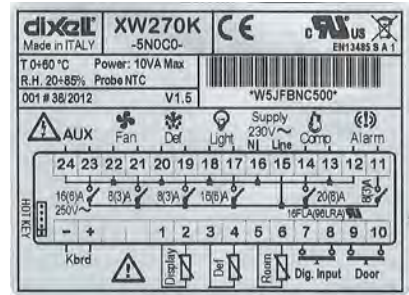 dixell XW270K CE c RU US
Made in ITALY -5N0C0- EN13485 S A 1
T 0+60 °C Power: 10VA Max
R.H. 20÷85% Probe NTC
001 # 38/2012 V1.5 *W5JFBNC500*
AUX Fan Def Light Supply 230V~ Comp Alarm
N Line
24 23 22 21 20 19 18 17 16 15 14 13 12 11
16(6)A 8(3)A 8(3)A 16(6)A 20(8)A 8(3)A
250V~ 16FLA(96LRA)
HOT KEY
- + 1 2 3 4 5 6 7 8 9 10
Kbrd Display Def Room Dig. Input Door